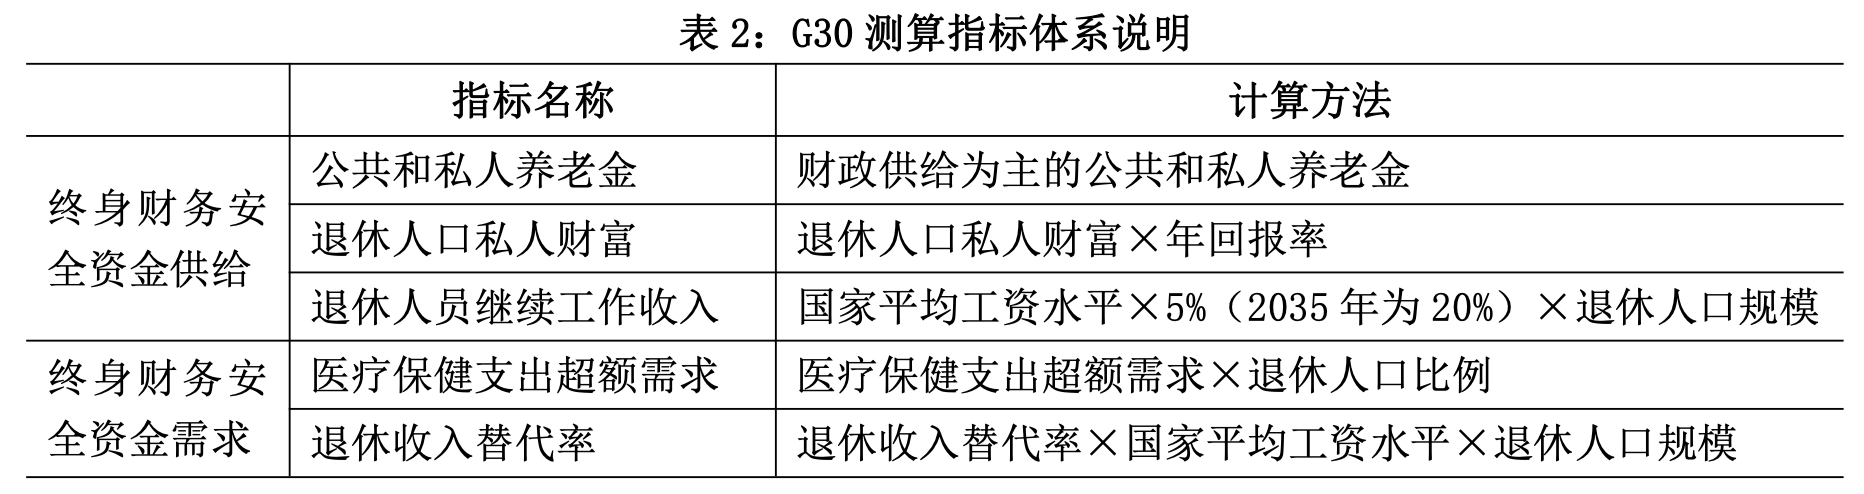 表 2：G30 测算指标体系说明
指标名称 计算方法
终身财务安
全资金供给
公共和私人养老金 财政供给为主的公共和私人养老金
退休人口私人财富 退休人口私人财富×年回报率
退休人员继续工作收入 国家平均工资水平×5%（2035 年为 20%）×退休人口规模
终身财务安
全资金需求
医疗保健支出超额需求 医疗保健支出超额需求×退休人口比例
退休收入替代率 退休收入替代率×国家平均工资水平×退休人口规模